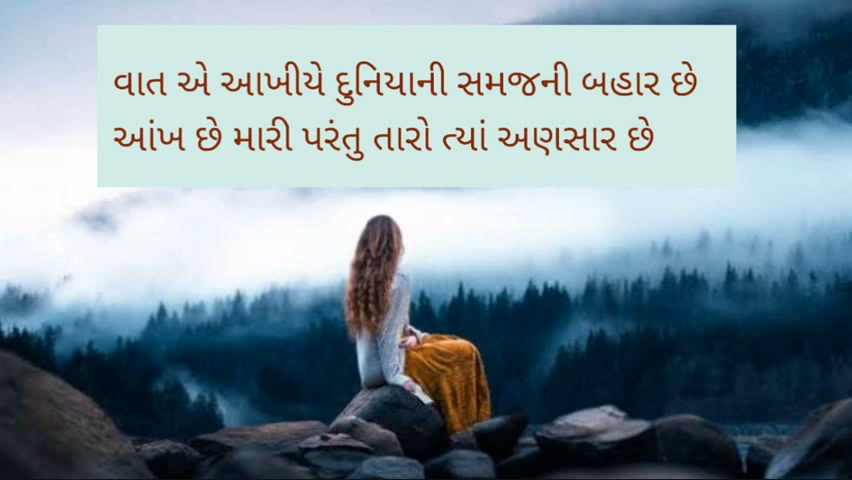 વાત એ આખીયે દુનિયાની સમજની બહાર છે
આંખ છે મારી પરંતુ તારો ત્યાં અણસાર છે